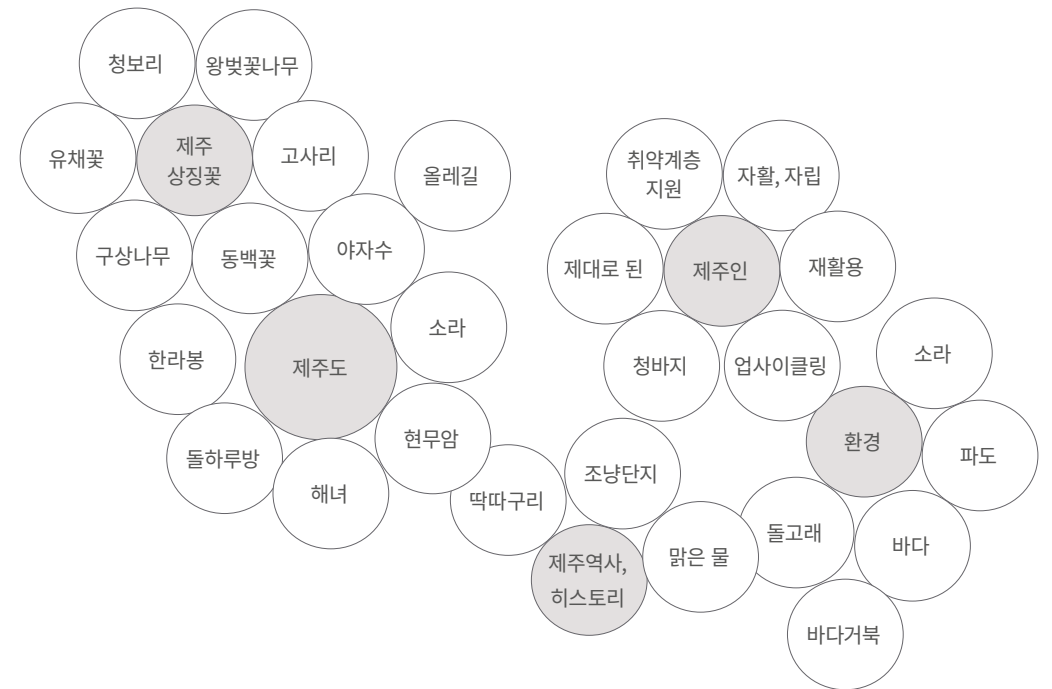 청보리
왕벚꽃나무
유채꽃
제주
상징꽃
고사리
올레길
구상나무
동백꽃
야자수
한라봉
제주도
소라
돌하루방
해녀
현무암
딱따구리
취약계층
지원
자활, 자립
제대로 된
제주인
재활용
청바지
업사이클링
소라
환경
파도
조냥단지
제주역사,
히스토리
맑은 물
돌고래
바다
바다거북